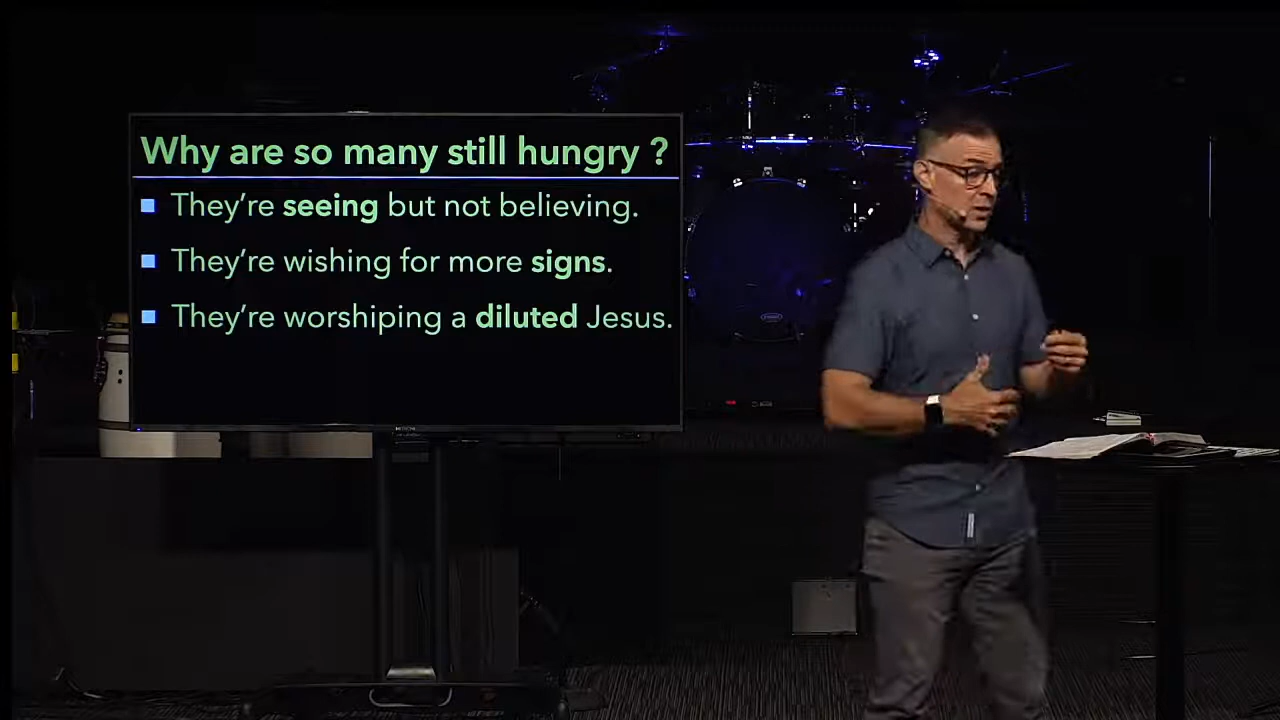 Why are so many still hungry ?
They're seeing but not believing.
They're wishing for more signs.
They're worshiping a diluted Jesus.